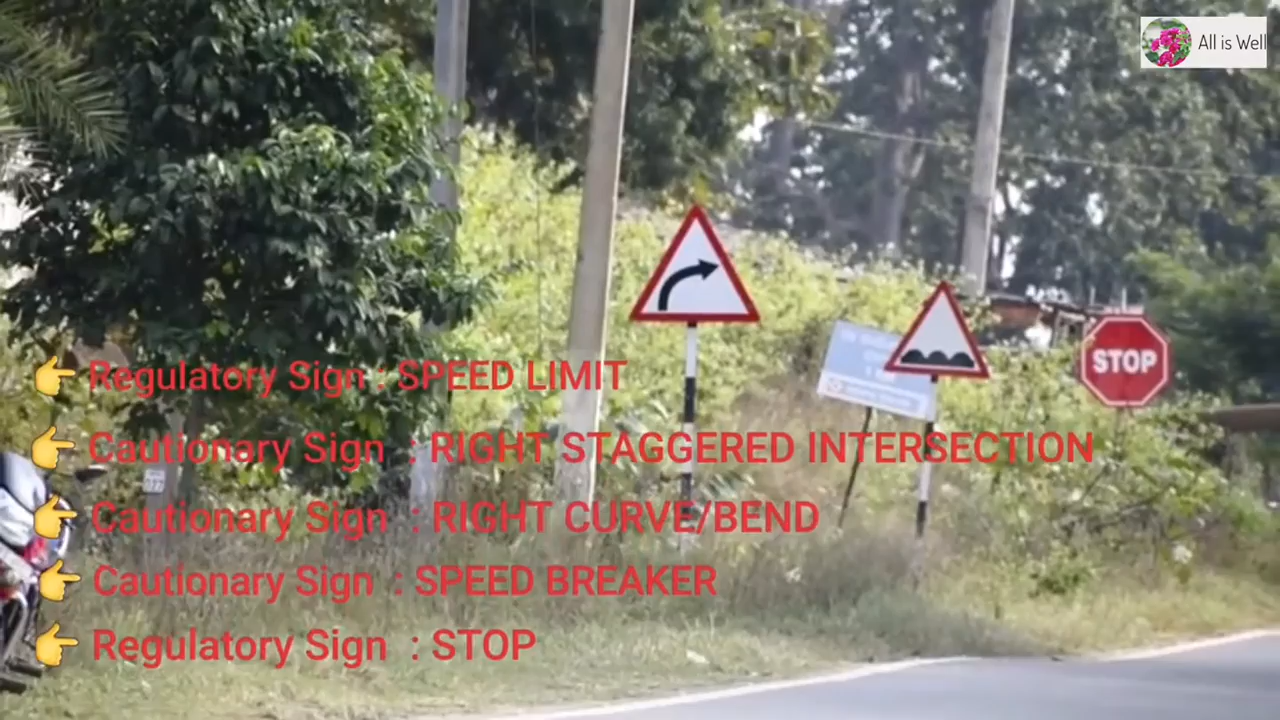 All is Well
STOP
👉 Regulatory Sign : SPEED LIMIT
👉 Cautionary Sign : RIGHT STAGGERED INTERSECTION
👉 Cautionary Sign : RIGHT CURVE/BEND
👉 Cautionary Sign : SPEED BREAKER
👉 Regulatory Sign : STOP